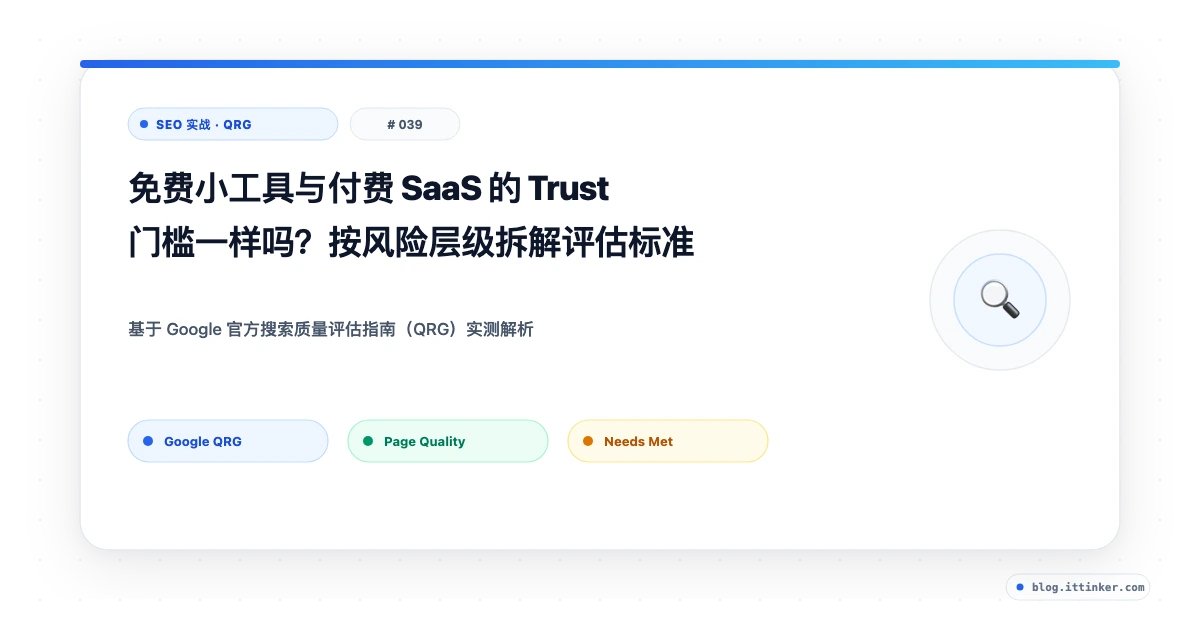 SEO 实战 · QRG
# 039
免费小工具与付费 SaaS 的 Trust
门槛一样吗？按风险层级拆解评估标准
基于 Google 官方搜索质量评估指南（QRG）实测解析
Google QRG
Page Quality
Needs Met
blog.ittinker.com